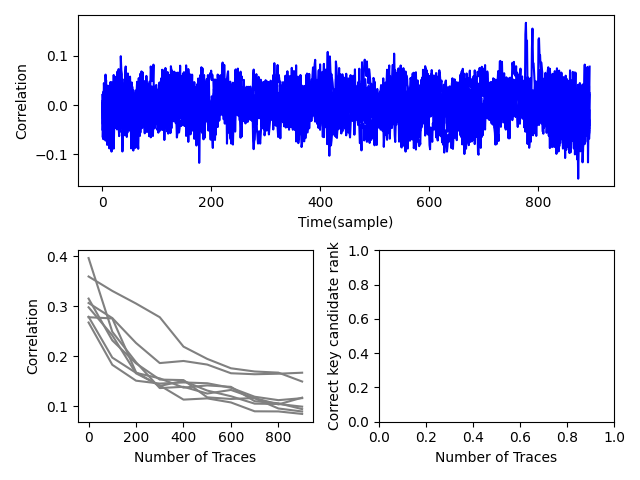 0.1
0.0
−0.1
Correlation
0 200 400 600 800
Time(sample)
0.4
0.3
0.2
0.1
Correlation
0 200 400 600 800
Number of Traces
1.0
0.8
0.6
0.4
0.2
0.0
Correct key candidate rank
0.0 0.2 0.4 0.6 0.8 1.0
Number of Traces